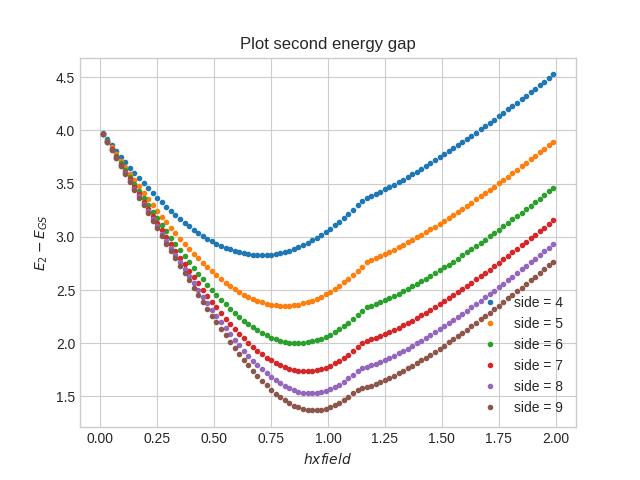 Plot second energy gap
E_2 − E_GS
4.5
4.0
3.5
3.0
2.5
2.0
1.5
0.00 0.25 0.50 0.75 1.00 1.25 1.50 1.75 2.00
hxfield
side = 4
side = 5
side = 6
side = 7
side = 8
side = 9